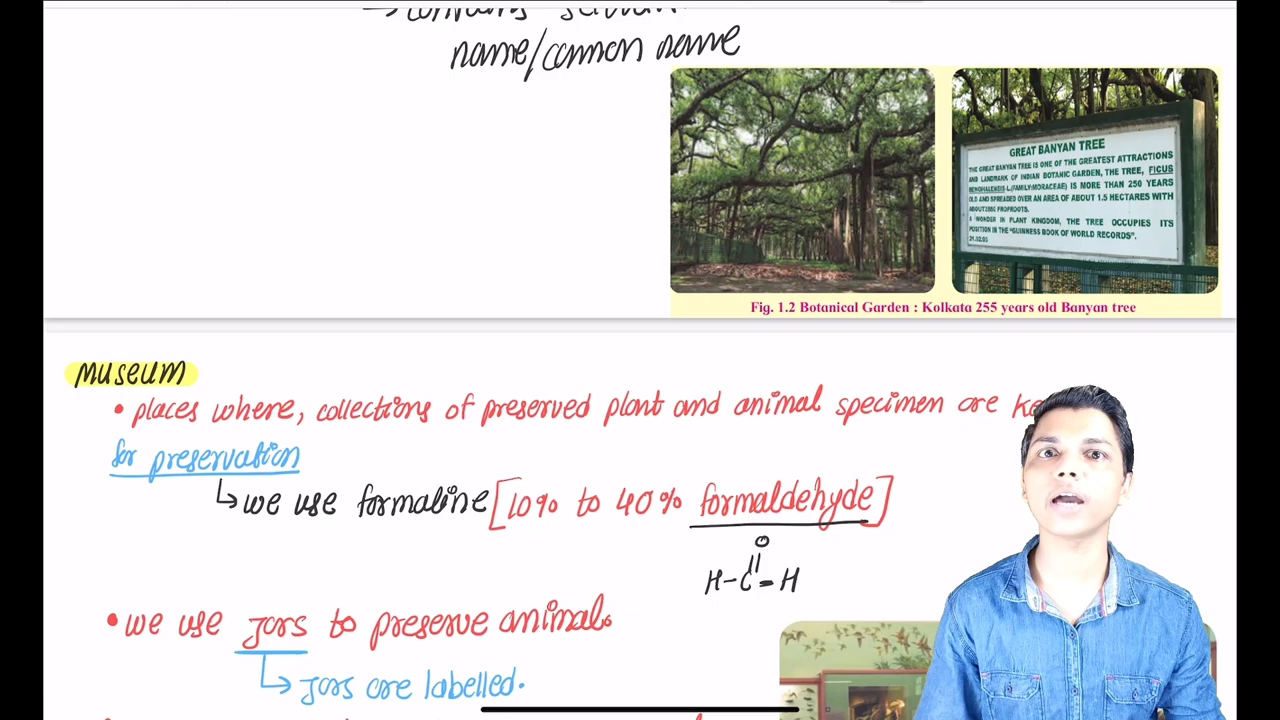 name/common name
GREAT BANYAN TREE
THE GREAT BANYAN TREE IS ONE OF THE GREATEST ATTRACTIONS
AND LANDMARK OF INDIAN BOTANIC GARDEN, THE TREE, FICUS
BENGHALENSIS-L.(FAMILY:MORACEAE) IS MORE THAN 250 YEARS
OLD AND SPREADED OVER AN AREA OF ABOUT 1.5 HECTARES WITH
A WONDER IN PLANT KINGDOM, THE TREE OCCUPIES ITS
POSITION IN THE "GUINNESS BOOK OF WORLD RECORDS".
Fig. 1.2 Botanical Garden : Kolkata 255 years old Banyan tree
MUSEUM
• places where, collections of preserved plant and animal specimen are
for preservation
we use formaline [10% to 40% formaldehyde]
O
H-C-H
• we use Jars to preserve animal.
Jars are labelled.